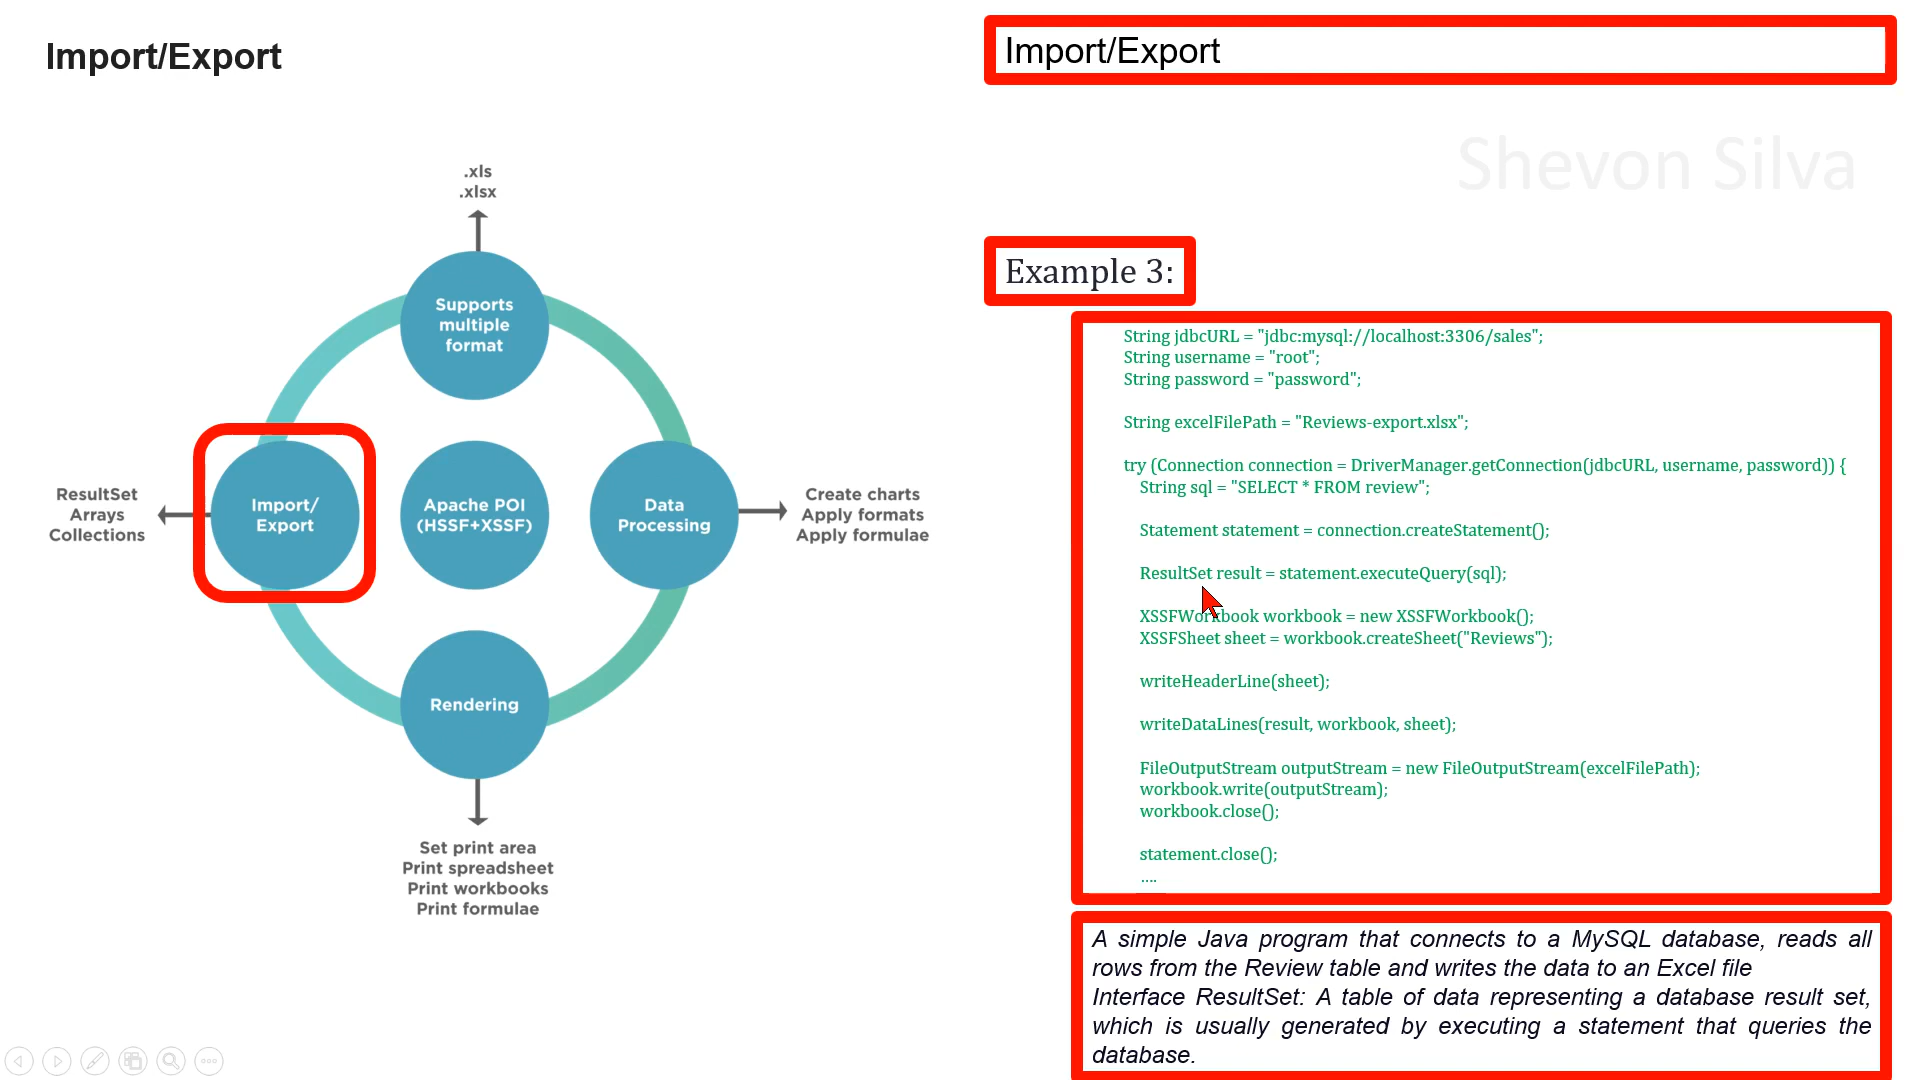 Import/Export
.xls
.xlsx
Supports
multiple
format
Import/
Export
Apache POI
(HSSF+XSSF)
Data
Processing
ResultSet
Arrays
Collections
Create charts
Apply formats
Apply formulae
Rendering
Set print area
Print spreadsheet
Print workbooks
Print formulae
Import/Export
Shevon Silva
Example 3:
String jdbcURL = "jdbc:mysql://localhost:3306/sales";
String username = "root";
String password = "password";
String excelFilePath = "Reviews-export.xlsx";
try (Connection connection = DriverManager.getConnection(jdbcURL, username, password)) {
String sql = "SELECT * FROM review";
Statement statement = connection.createStatement();
ResultSet result = statement.executeQuery(sql);
XSSFWorkbook workbook = new XSSFWorkbook();
XSSFSheet sheet = workbook.createSheet("Reviews");
writeHeaderLine(sheet);
writeDataLines(result, workbook, sheet);
FileOutputStream outputStream = new FileOutputStream(excelFilePath);
workbook.write(outputStream);
workbook.close();
statement.close();
....
A simple Java program that connects to a MySQL database, reads all
rows from the Review table and writes the data to an Excel file
Interface ResultSet: A table of data representing a database result set,
which is usually generated by executing a statement that queries the
database.